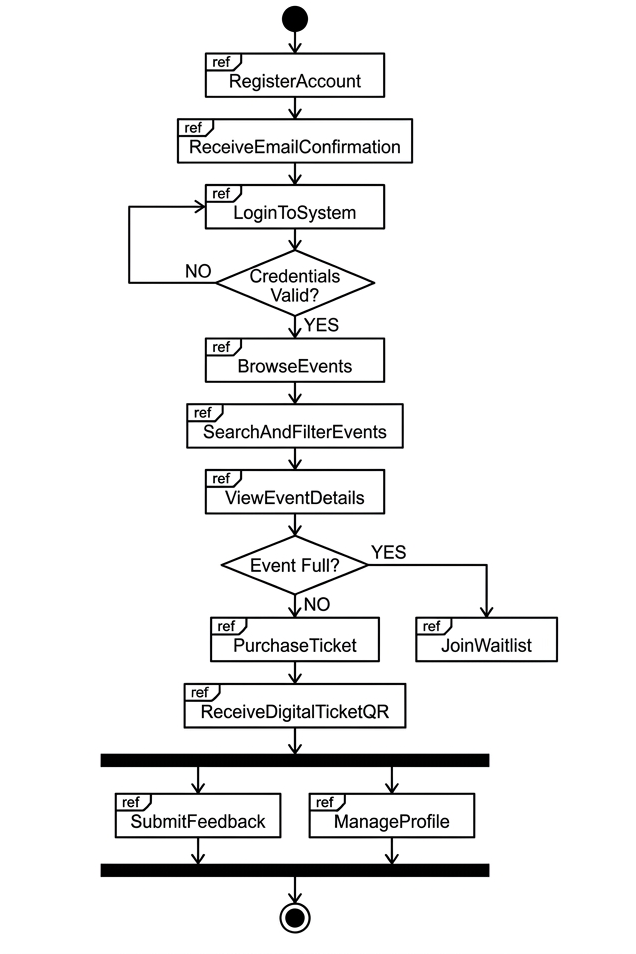 ref
RegisterAccount
ref
ReceiveEmailConfirmation
ref
LoginToSystem
NO
Credentials
Valid?
YES
ref
BrowseEvents
ref
SearchAndFilterEvents
ref
ViewEventDetails
Event Full?
YES
NO
ref
PurchaseTicket
ref
JoinWaitlist
ref
ReceiveDigitalTicketQR
ref
SubmitFeedback
ref
ManageProfile